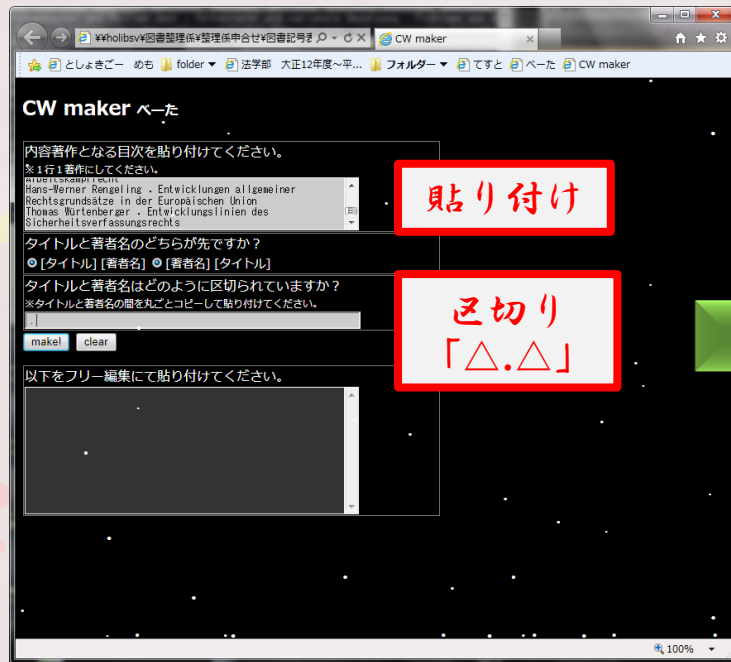 ¥¥holibsv¥図書整理係¥整理係申合せ¥図書記号
CW maker
としょきごー めも
folder
法学部 大正12年度～平...
フォルダー
てすと
べーた
CW maker
CW maker べーた
内容著作となる目次を貼り付けてください。
※1行1著作にしてください。
Arbeitskampfrecht
Hans-Werner Rengeling . Entwicklungen allgemeiner
Rechtsgrundsätze in der Europäischen Union
Thomas Würtenberger . Entwicklungslinien des
Sicherheitsverfassungsrechts
貼り付け
タイトルと著者名のどちらが先ですか？
[タイトル] [著者名] [著者名] [タイトル]
タイトルと著者名はどのように区切られていますか？
※タイトルと著者名の間を丸ごとコピーして貼り付けてください。
.
区切り
「△.△」
make! clear
以下をフリー編集にて貼り付けてください。
100%